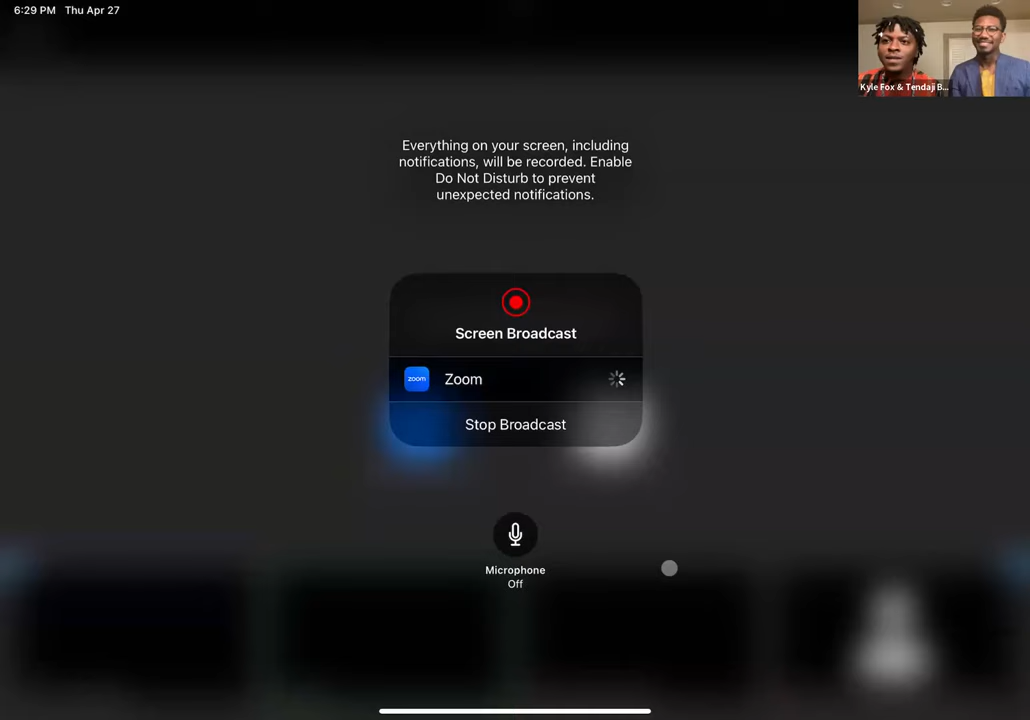 6:29 PM Thu Apr 27
Kyle Fox & Tendaji B...
Everything on your screen, including
notifications, will be recorded. Enable
Do Not Disturb to prevent
unexpected notifications.
Screen Broadcast
zoom
Zoom
Stop Broadcast
Microphone
Off